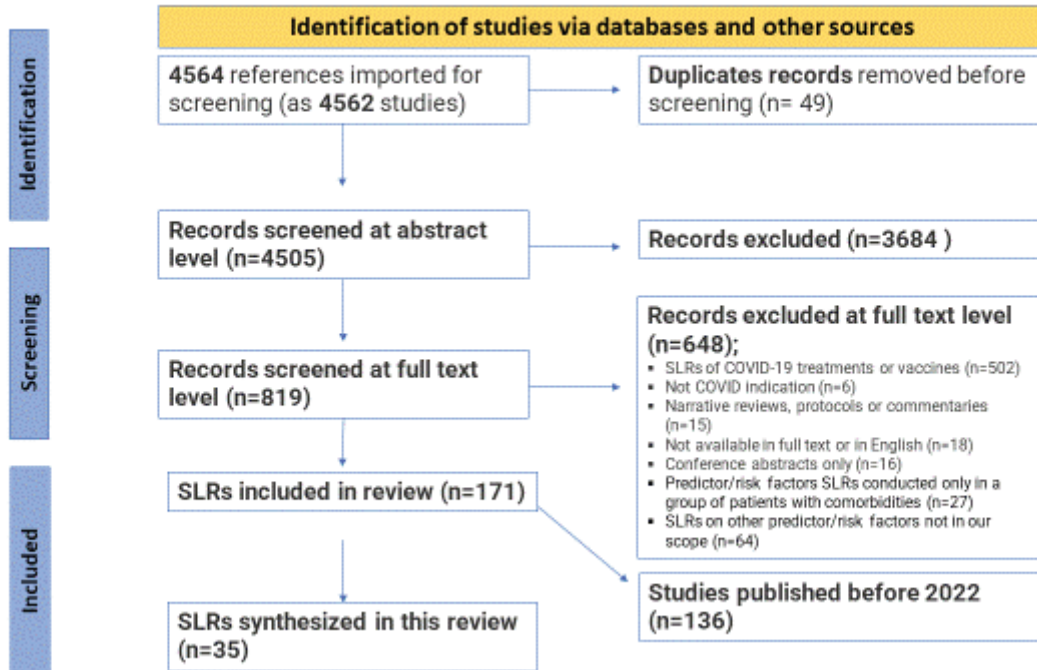 Identification of studies via databases and other sources
Identification
4564 references imported for
screening (as 4562 studies)
Duplicates records removed before
screening (n= 49)
Screening
Records screened at abstract
level (n=4505)
Records excluded (n=3684 )
Records screened at full text
level (n=819)
Records excluded at full text level
(n=648);
▪ SLRs of COVID-19 treatments or vaccines (n=502)
▪ Not COVID indication (n=6)
▪ Narrative reviews, protocols or commentaries
(n=15)
▪ Not available in full text or in English (n=18)
▪ Conference abstracts only (n=16)
▪ Predictor/risk factors SLRs conducted only in a
group of patients with comorbidities (n=27)
▪ SLRs on other predictor/risk factors not in our
scope (n=64)
Included
SLRs included in review (n=171)
Studies published before 2022
(n=136)
SLRs synthesized in this review
(n=35)